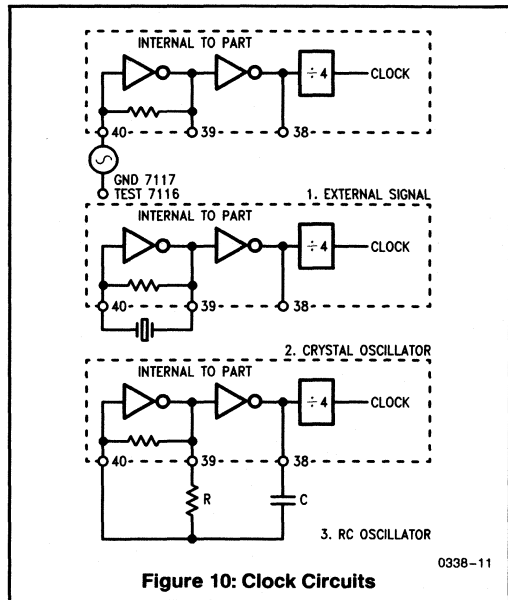 INTERNAL TO PART
÷4
CLOCK
40
39
38
GND 7117
TEST 7116
1. EXTERNAL SIGNAL
INTERNAL TO PART
÷4
CLOCK
40
39
38
2. CRYSTAL OSCILLATOR
INTERNAL TO PART
÷4
CLOCK
40
39
38
R
C
3. RC OSCILLATOR
0338-11
Figure 10: Clock Circuits